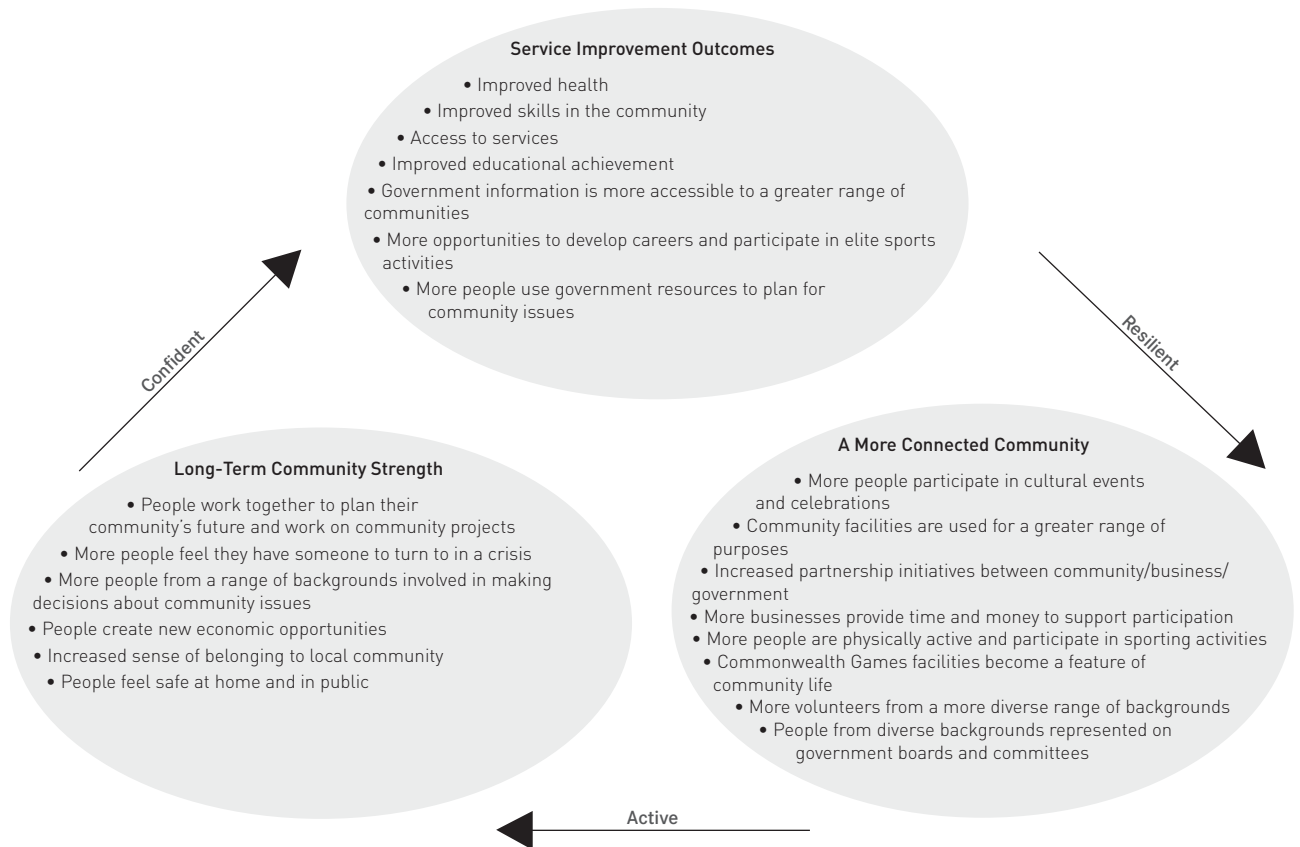 Service Improvement Outcomes
• Improved health
• Improved skills in the community
• Access to services
• Improved educational achievement
• Government information is more accessible to a greater range of
communities
• More opportunities to develop careers and participate in elite sports
activities
• More people use government resources to plan for
community issues
Confident
Resilient
Long-Term Community Strength
• People work together to plan their
community's future and work on community projects
• More people feel they have someone to turn to in a crisis
• More people from a range of backgrounds involved in making
decisions about community issues
• People create new economic opportunities
• Increased sense of belonging to local community
• People feel safe at home and in public
A More Connected Community
• More people participate in cultural events
and celebrations
• Community facilities are used for a greater range of
purposes
• Increased partnership initiatives between community/business/
government
• More businesses provide time and money to support participation
• More people are physically active and participate in sporting activities
• Commonwealth Games facilities become a feature of
community life
• More volunteers from a more diverse range of backgrounds
• People from diverse backgrounds represented on
government boards and committees
Active